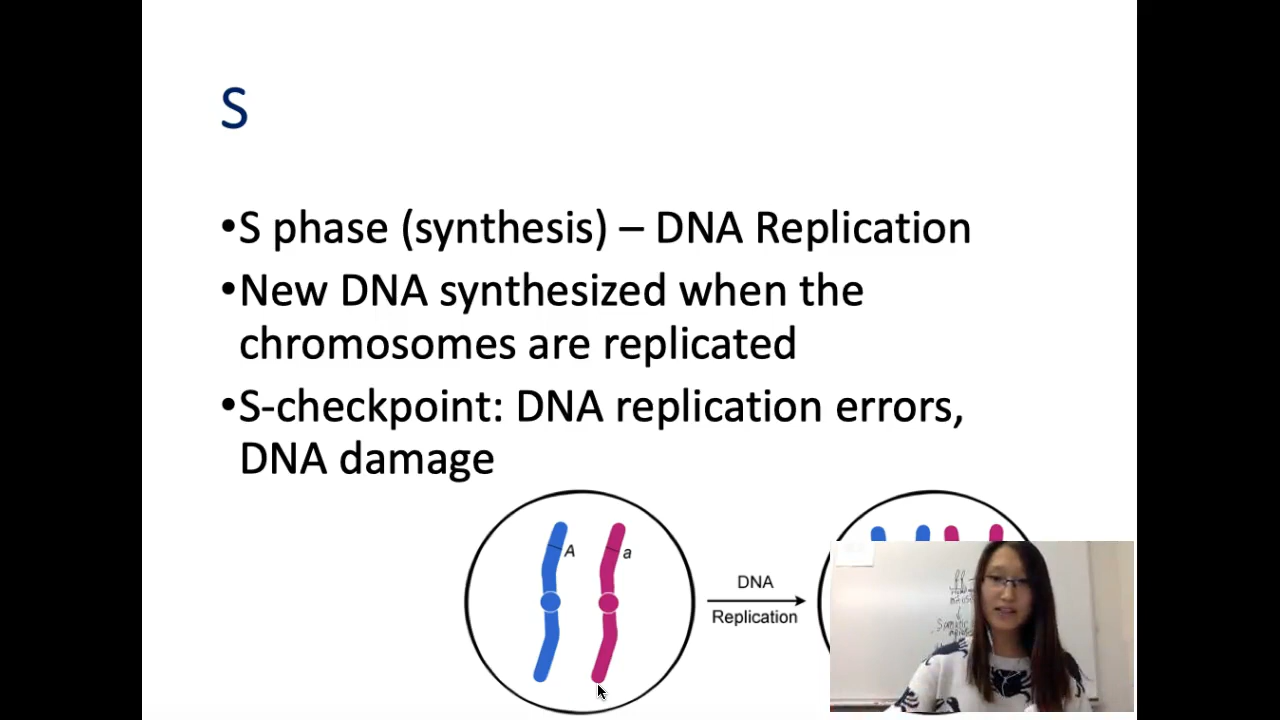 S
•S phase (synthesis) – DNA Replication
•New DNA synthesized when the
chromosomes are replicated
•S-checkpoint: DNA replication errors,
DNA damage
A
a
DNA
Replication